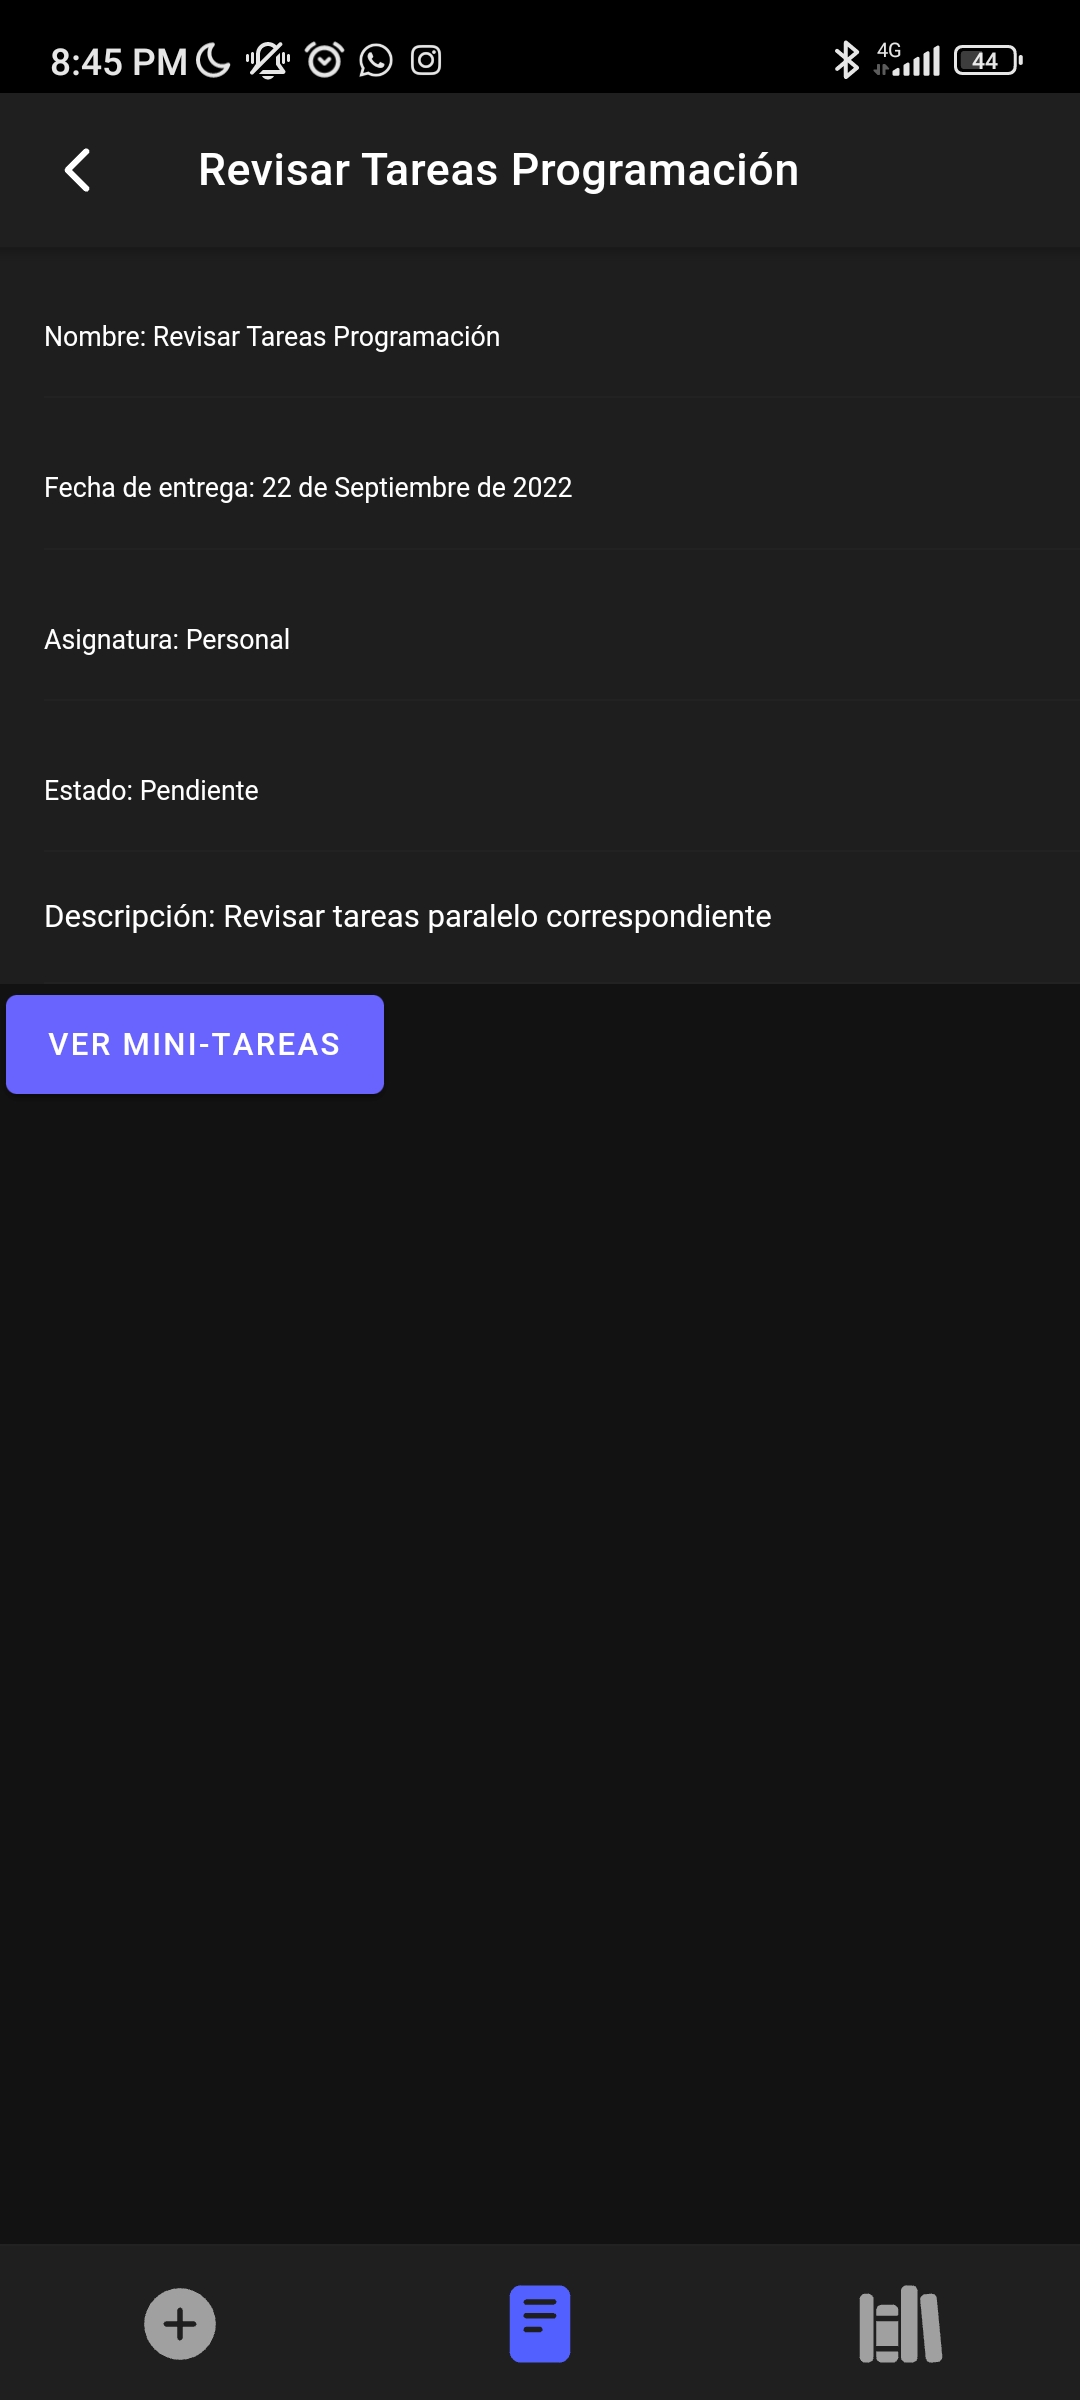 8:45 PM 4G 44
Revisar Tareas Programación
Nombre: Revisar Tareas Programación
Fecha de entrega: 22 de Septiembre de 2022
Asignatura: Personal
Estado: Pendiente
Descripción: Revisar tareas paralelo correspondiente
VER MINI-TAREAS